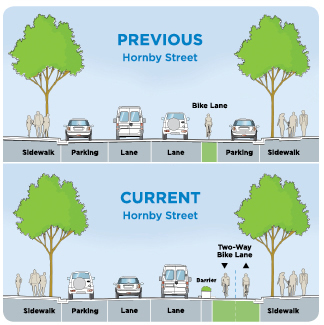 PREVIOUS
Hornby Street
Bike Lane
Sidewalk Parking Lane Lane Parking Sidewalk
CURRENT
Hornby Street
Two-Way
Bike Lane
Barrier
Sidewalk Parking Lane Lane Sidewalk